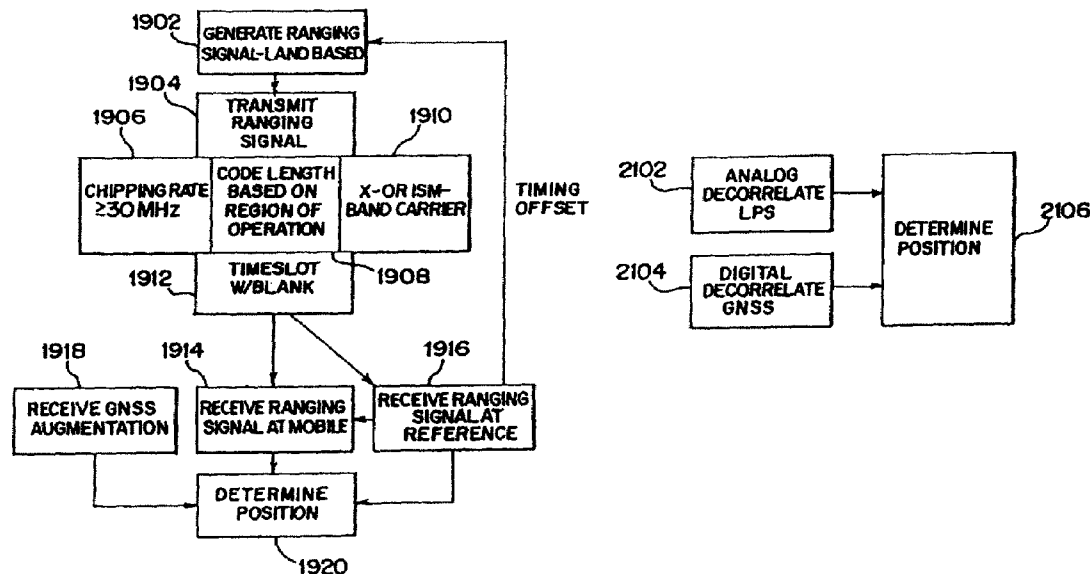 1902
GENERATE RANGING
SIGNAL-LAND BASED
1904
TRANSMIT
RANGING
SIGNAL
1906
CHIPPING RATE
≥30 MHz
CODE LENGTH
BASED ON
REGION OF
OPERATION
1910
X- OR ISM-
BAND CARRIER
1908
1912
TIMESLOT
W/BLANK
TIMING
OFFSET
1918
RECEIVE GNSS
AUGMENTATION
1914
RECEIVE RANGING
SIGNAL AT MOBILE
1916
RECEIVE RANGING
SIGNAL AT
REFERENCE
DETERMINE
POSITION
1920
2102
ANALOG
DECORRELATE
LPS
2104
DIGITAL
DECORRELATE
GNSS
DETERMINE
POSITION
2106